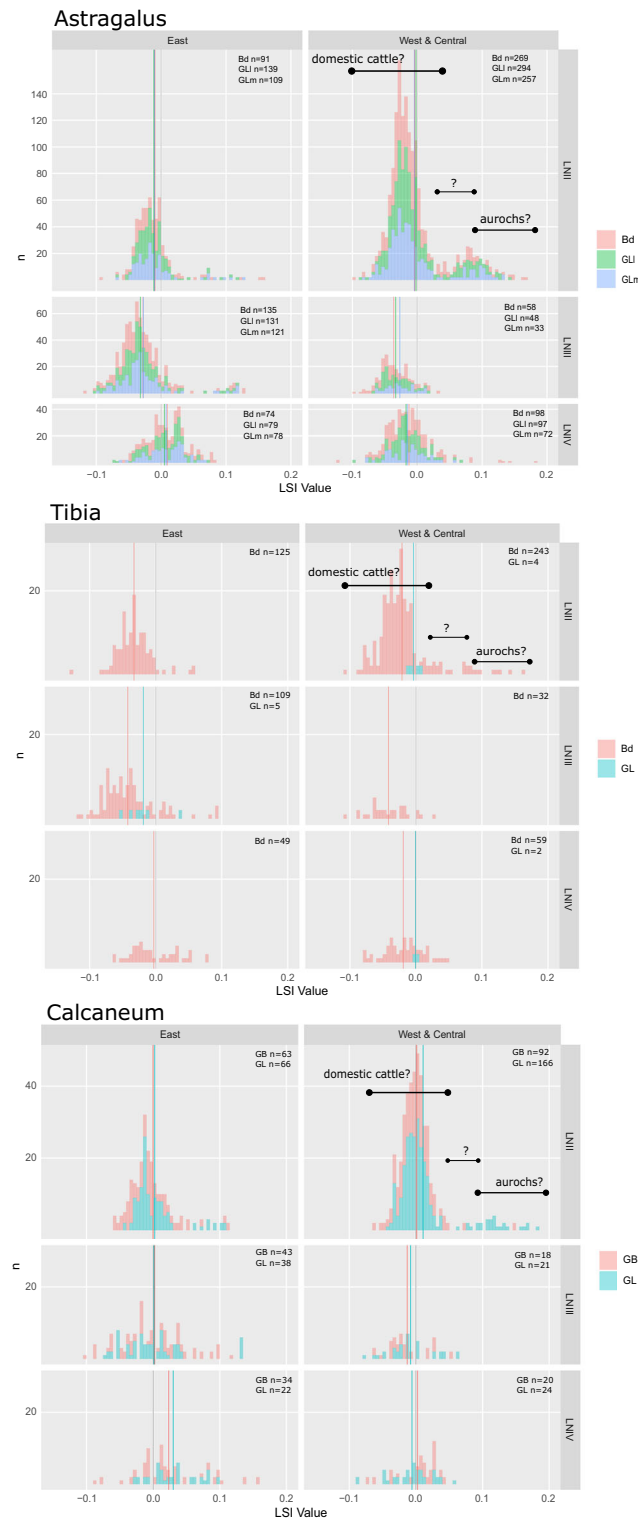 Astragalus
East
West & Central
Bd n=91
GLl n=139
GLm n=109
domestic cattle?
Bd n=269
GLl n=294
GLm n=257
?
aurochs?
140
120
100
80
60
40
20
LNII
n
Bd
GLl
GLm
Bd n=135
GLl n=131
GLm n=121
Bd n=58
GLl n=48
GLm n=33
60
40
20
LNIII
Bd n=74
GLl n=79
GLm n=78
Bd n=98
GLl n=97
GLm n=72
40
20
LNIV
−0.1 0.0 0.1 0.2 −0.1 0.0 0.1 0.2
LSI Value
Tibia
East
West & Central
Bd n=125
Bd n=243
GL n=4
domestic cattle?
?
aurochs?
20
LNII
Bd n=109
GL n=5
Bd n=32
20
n
LNIII
Bd
GL
Bd n=49
Bd n=59
GL n=2
20
LNIV
−0.1 0.0 0.1 0.2 −0.1 0.0 0.1 0.2
LSI Value
Calcaneum
East
West & Central
GB n=63
GL n=66
GB n=92
GL n=166
domestic cattle?
?
aurochs?
40
20
LNII
n
GB n=43
GL n=38
GB n=18
GL n=21
20
LNIII
GB
GL
GB n=34
GL n=22
GB n=20
GL n=24
20
LNIV
−0.1 0.0 0.1 0.2 −0.1 0.0 0.1 0.2
LSI Value